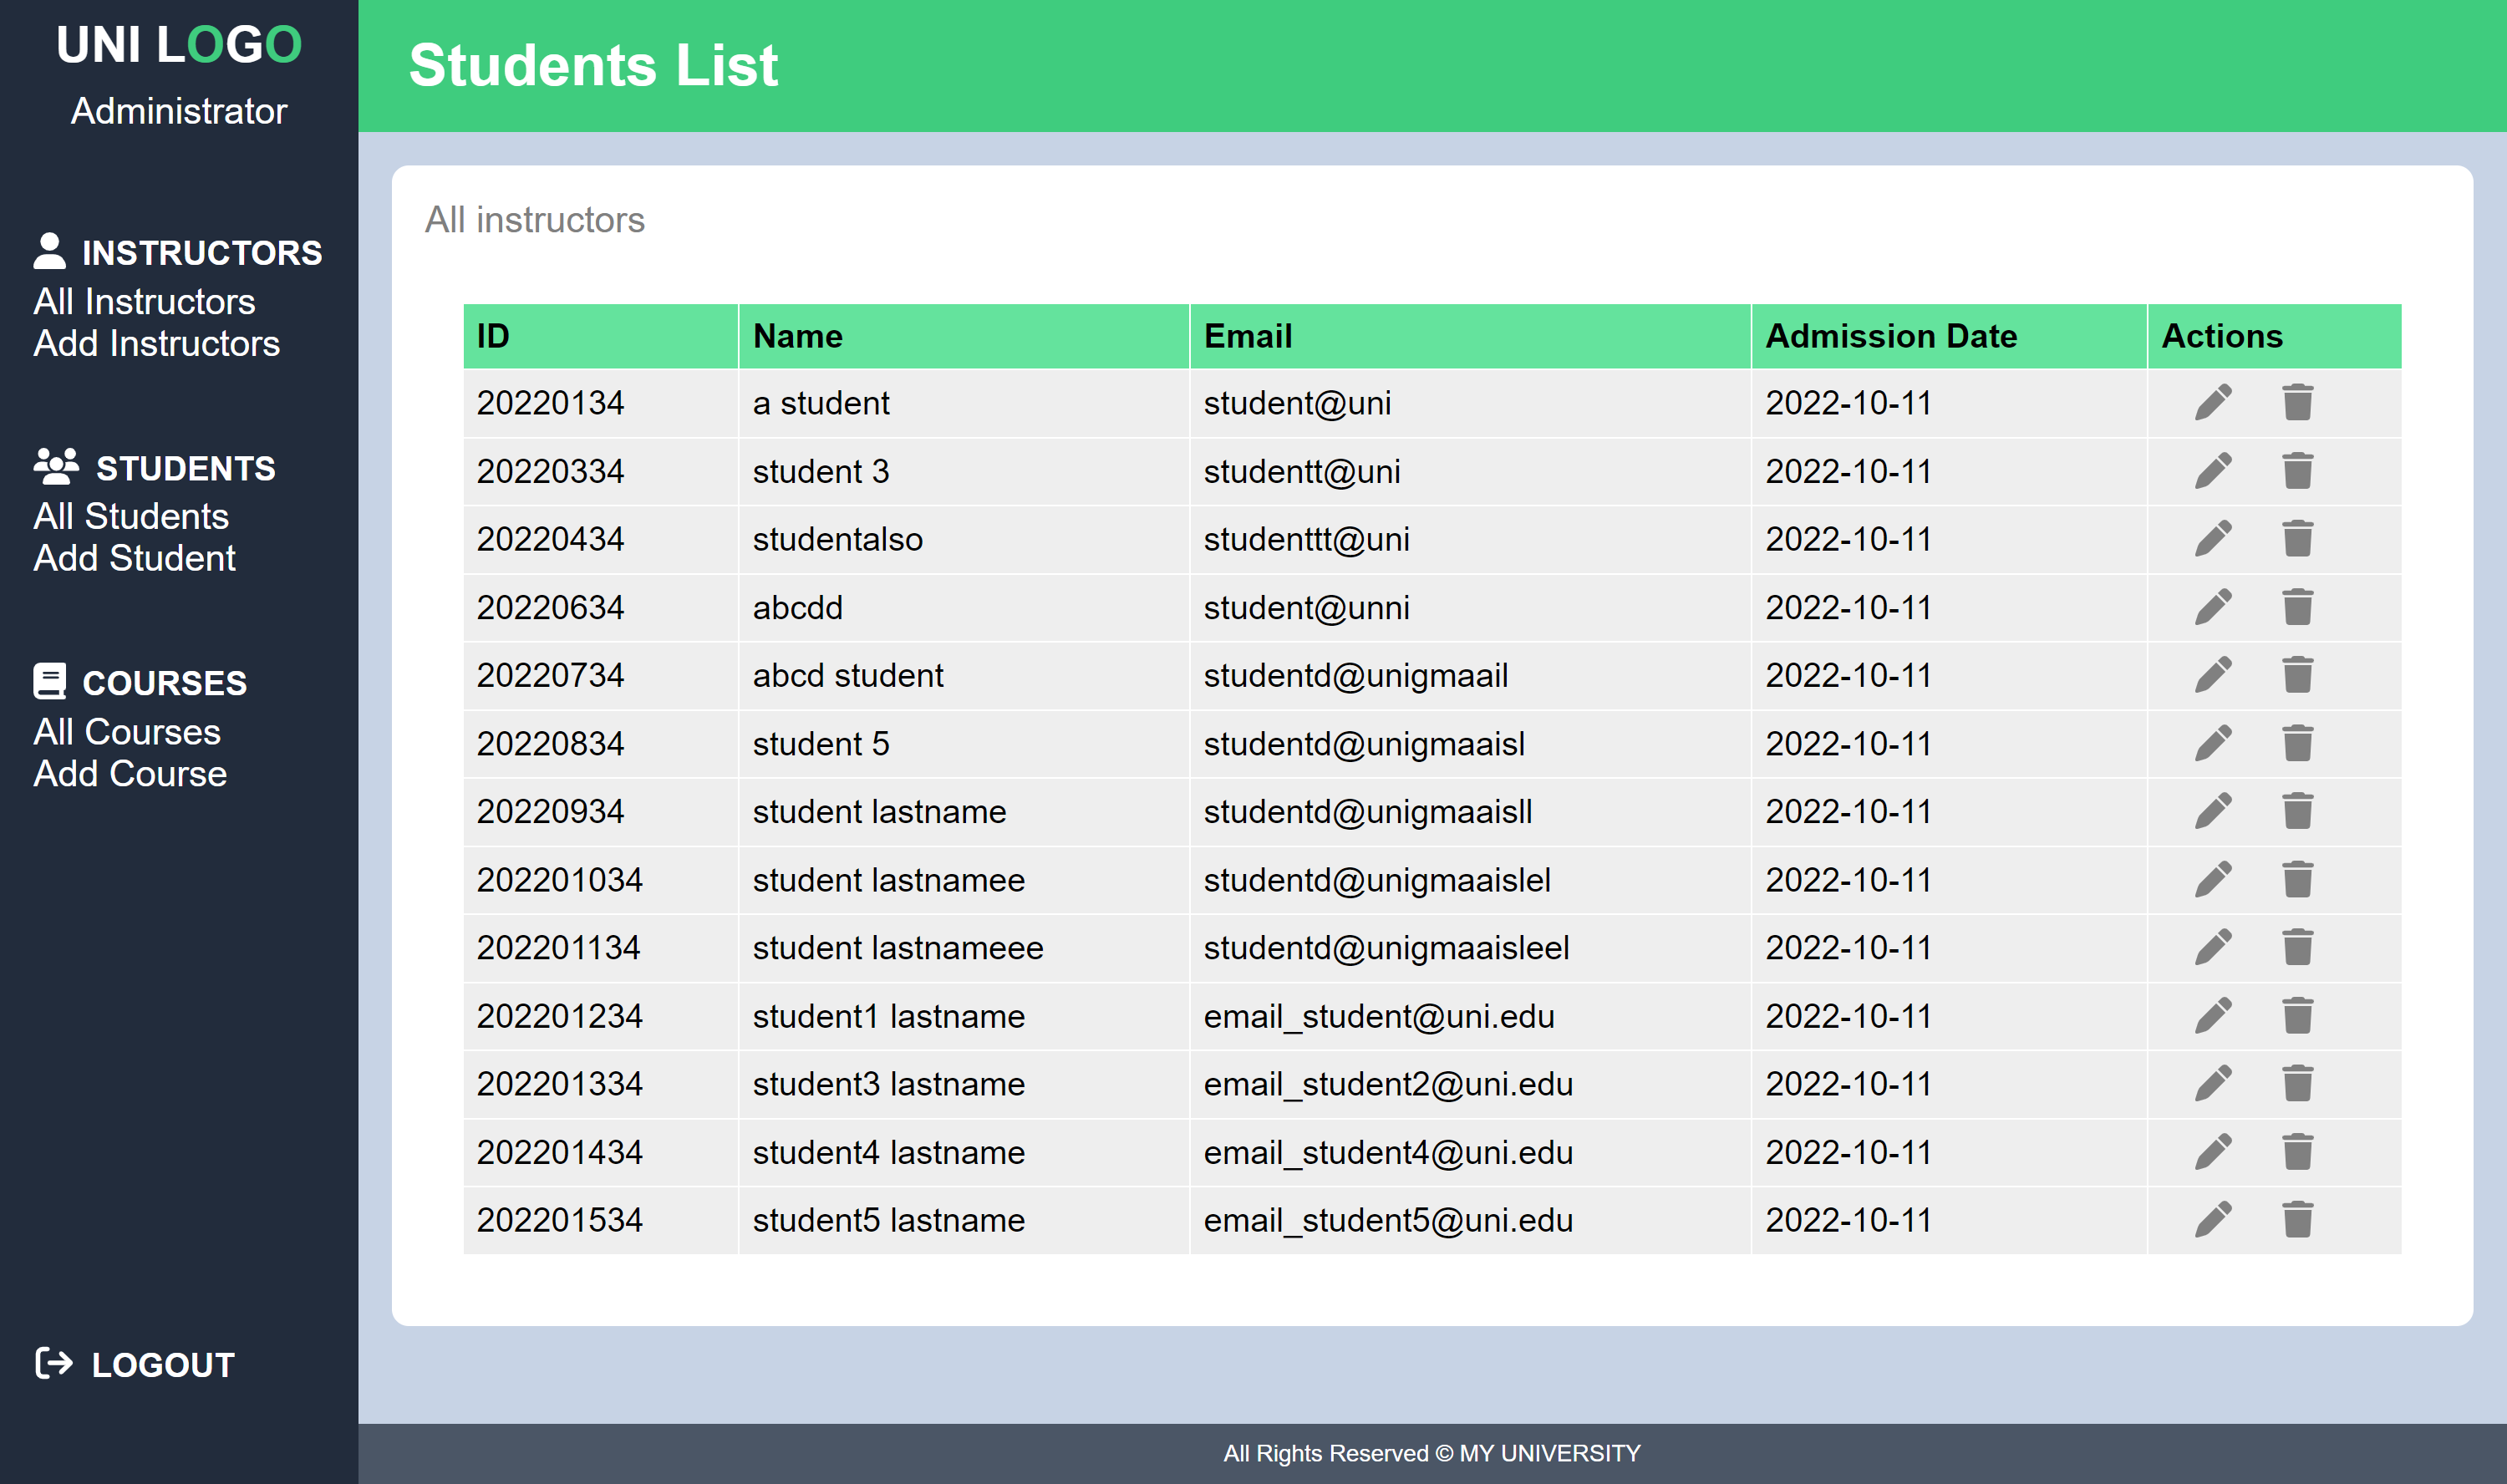 UNI LOGO
Administrator
INSTRUCTORS
All Instructors
Add Instructors
STUDENTS
All Students
Add Student
COURSES
All Courses
Add Course
LOGOUT
Students List
All instructors
ID Name Email Admission Date Actions
20220134 a student student@uni 2022-10-11
20220334 student 3 studentt@uni 2022-10-11
20220434 studentalso studenttt@uni 2022-10-11
20220634 abcdd student@unni 2022-10-11
20220734 abcd student studentd@unigmaail 2022-10-11
20220834 student 5 studentd@unigmaaisl 2022-10-11
20220934 student lastname studentd@unigmaaisll 2022-10-11
202201034 student lastnamee studentd@unigmaaislel 2022-10-11
202201134 student lastnameee studentd@unigmaaisleel 2022-10-11
202201234 student1 lastname email_student@uni.edu 2022-10-11
202201334 student3 lastname email_student2@uni.edu 2022-10-11
202201434 student4 lastname email_student4@uni.edu 2022-10-11
202201534 student5 lastname email_student5@uni.edu 2022-10-11
All Rights Reserved © MY UNIVERSITY